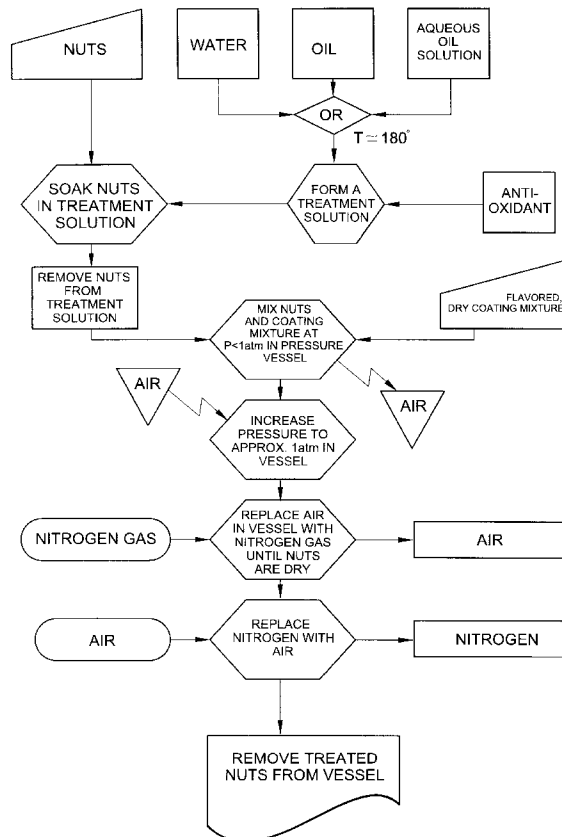 NUTS
WATER
OIL
AQUEOUS
OIL
SOLUTION
OR
T ≃ 180°
SOAK NUTS
IN TREATMENT
SOLUTION
FORM A
TREATMENT
SOLUTION
ANTI-
OXIDANT
REMOVE NUTS
FROM
TREATMENT
SOLUTION
MIX NUTS
AND COATING
MIXTURE AT
P<1atm IN PRESSURE
VESSEL
FLAVORED,
DRY COATING MIXTURE
AIR
AIR
INCREASE
PRESSURE TO
APPROX. 1atm IN
VESSEL
NITROGEN GAS
REPLACE AIR
IN VESSEL WITH
NITROGEN GAS
UNTIL NUTS
ARE DRY
AIR
AIR
REPLACE
NITROGEN WITH
AIR
NITROGEN
REMOVE TREATED
NUTS FROM VESSEL